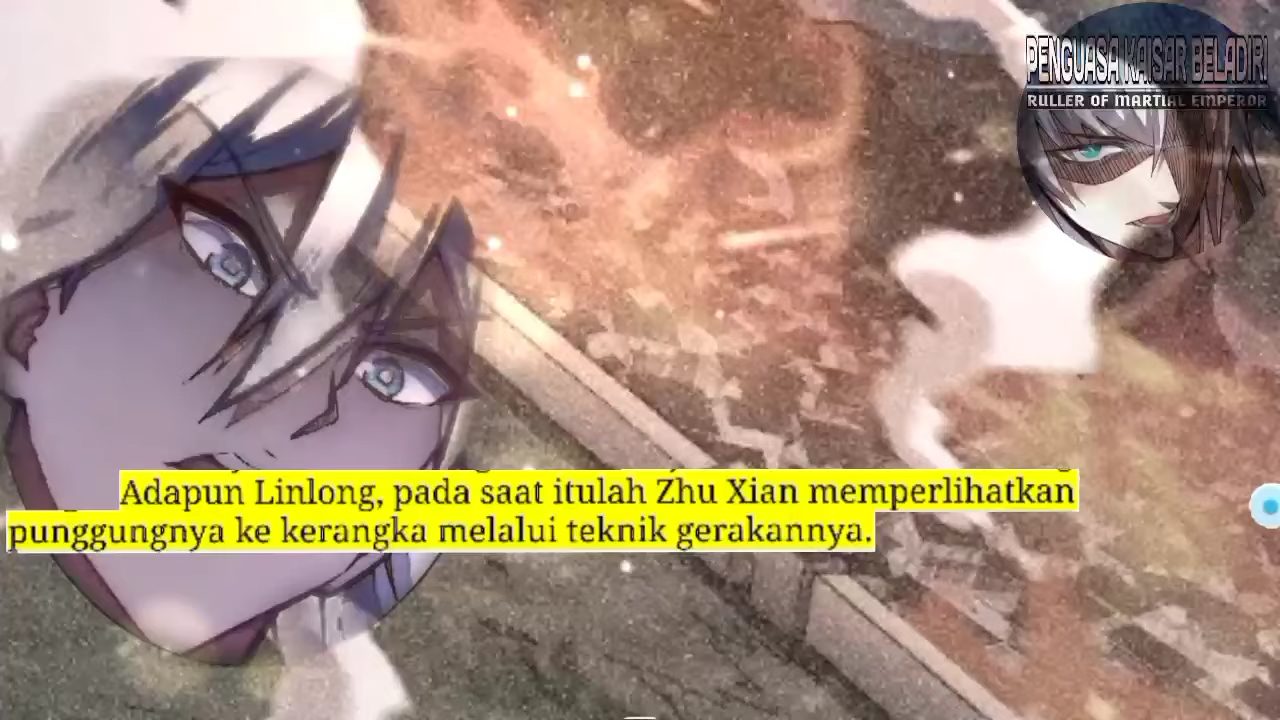 PENGUASA KAISAR BELADIRI
RULLER OF MARTIAL EMPEROR
Adapun Linlong, pada saat itulah Zhu Xian memperlihatkan
punggungnya ke kerangka melalui teknik gerakannya.